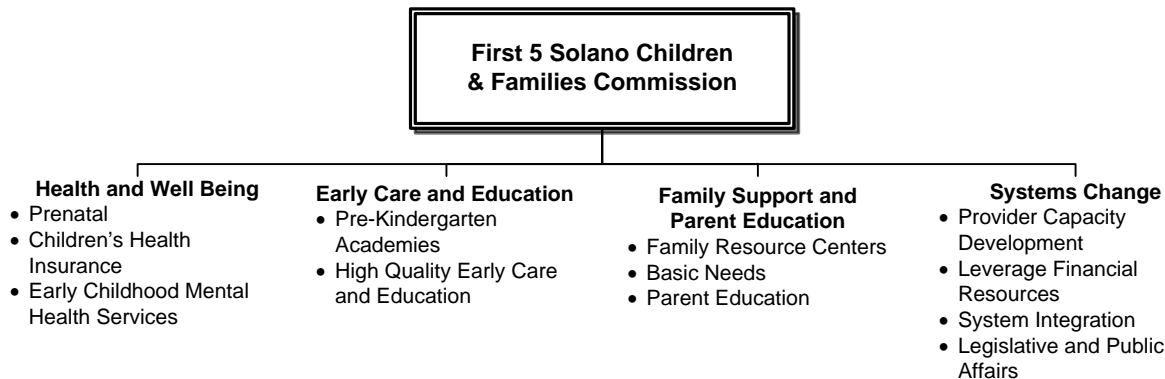 First 5 Solano Children
& Families Commission
Health and Well Being
• Prenatal
• Children's Health
Insurance
• Early Childhood Mental
Health Services
Early Care and Education
• Pre-Kindergarten
Academies
• High Quality Early Care
and Education
Family Support and
Parent Education
• Family Resource Centers
• Basic Needs
• Parent Education
Systems Change
• Provider Capacity
Development
• Leverage Financial
Resources
• System Integration
• Legislative and Public
Affairs